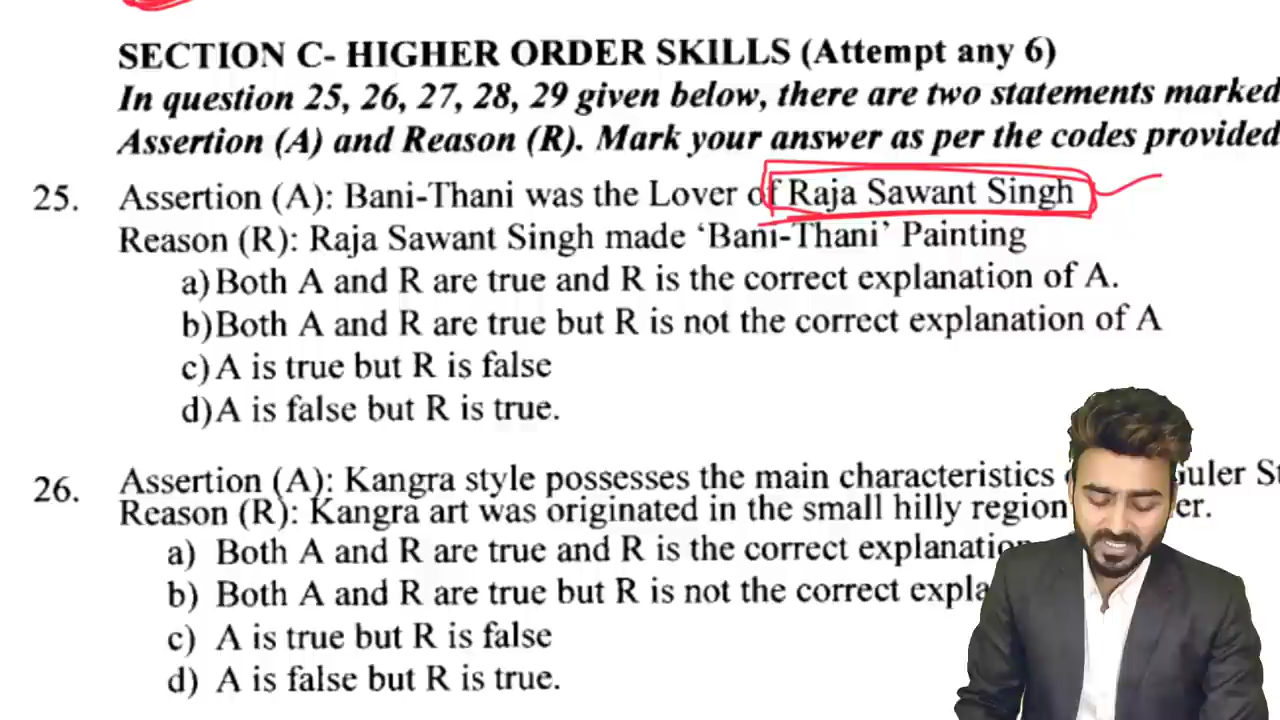 SECTION C- HIGHER ORDER SKILLS (Attempt any 6)
In question 25, 26, 27, 28, 29 given below, there are two statements marked
Assertion (A) and Reason (R). Mark your answer as per the codes provided
25. Assertion (A): Bani-Thani was the Lover of Raja Sawant Singh
Reason (R): Raja Sawant Singh made ‘Bani-Thani’ Painting
a) Both A and R are true and R is the correct explanation of A.
b) Both A and R are true but R is not the correct explanation of A
c) A is true but R is false
d) A is false but R is true.
26. Assertion (A): Kangra style possesses the main characteristics
Reason (R): Kangra art was originated in the small hilly region
a) Both A and R are true and R is the correct
b) Both A and R are true but R is not the correct
c) A is true but R is false
d) A is false but R is true.